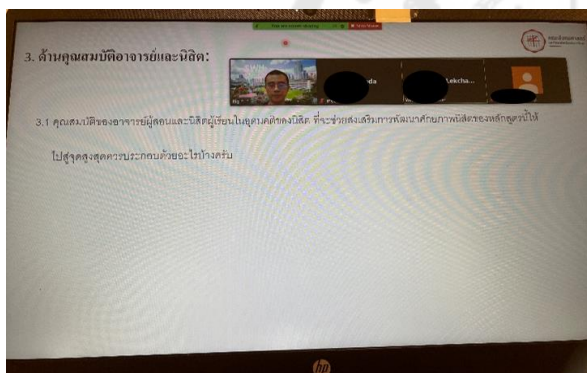 3. ด้านคุณสมบัติอาจารย์และนิสิต:
3.1 คุณสมบัติของอาจารย์ผู้สอนและนิสิตผู้เรียนในอุดมคติของนิสิต ที่จะช่วยส่งเสริมการพัฒนาศักยภาพนิสิตของหลักสูตรนี้ให้
ไปสู่จุดสูงสุดควรประกอบด้วยอะไรบ้างครับ
Lekcha...
hp